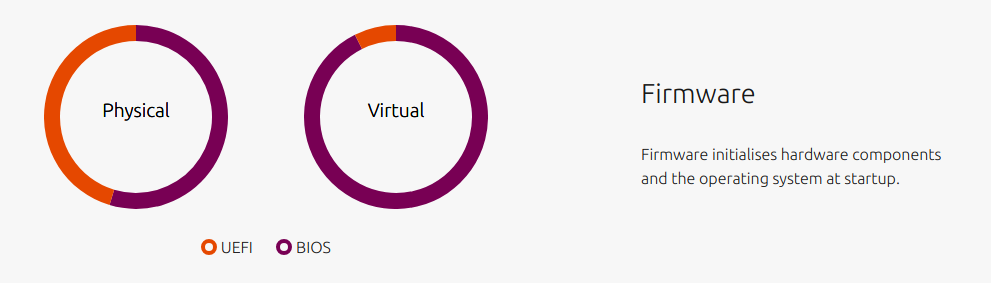 Physical
Virtual
Firmware
Firmware initialises hardware components
and the operating system at startup.
UEFI
BIOS